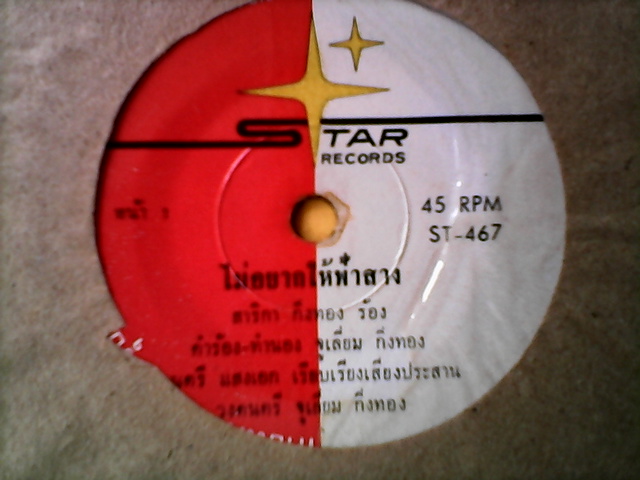 STAR
RECORDS
หน้า 1
45 RPM
ST-467
ไม่อยากให้ฟ้าสาง
สาริกา กิ่งทอง ร้อง
คำร้อง-ทำนอง จุเลี่ยม กิ่งทอง
นตรี แสงเอก เรียบเรียงเสียงประสาน
วงดนตรี จุเลี่ยม กิ่งทอง